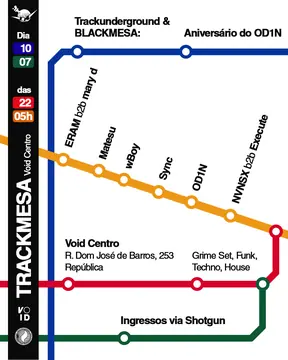 Dia
10
07
das
22
05h
TRACKMESA Void Centro
VOID
Trackunderground &
BLACKMESA:
Aniversário do OD1N
ERAM b2b mary d
Matesu
wBoy
Sync
OD1N
NVNSX b2b Execute
Void Centro
R. Dom José de Barros, 253
República
Grime Set, Funk,
Techno, House
Ingressos via Shotgun